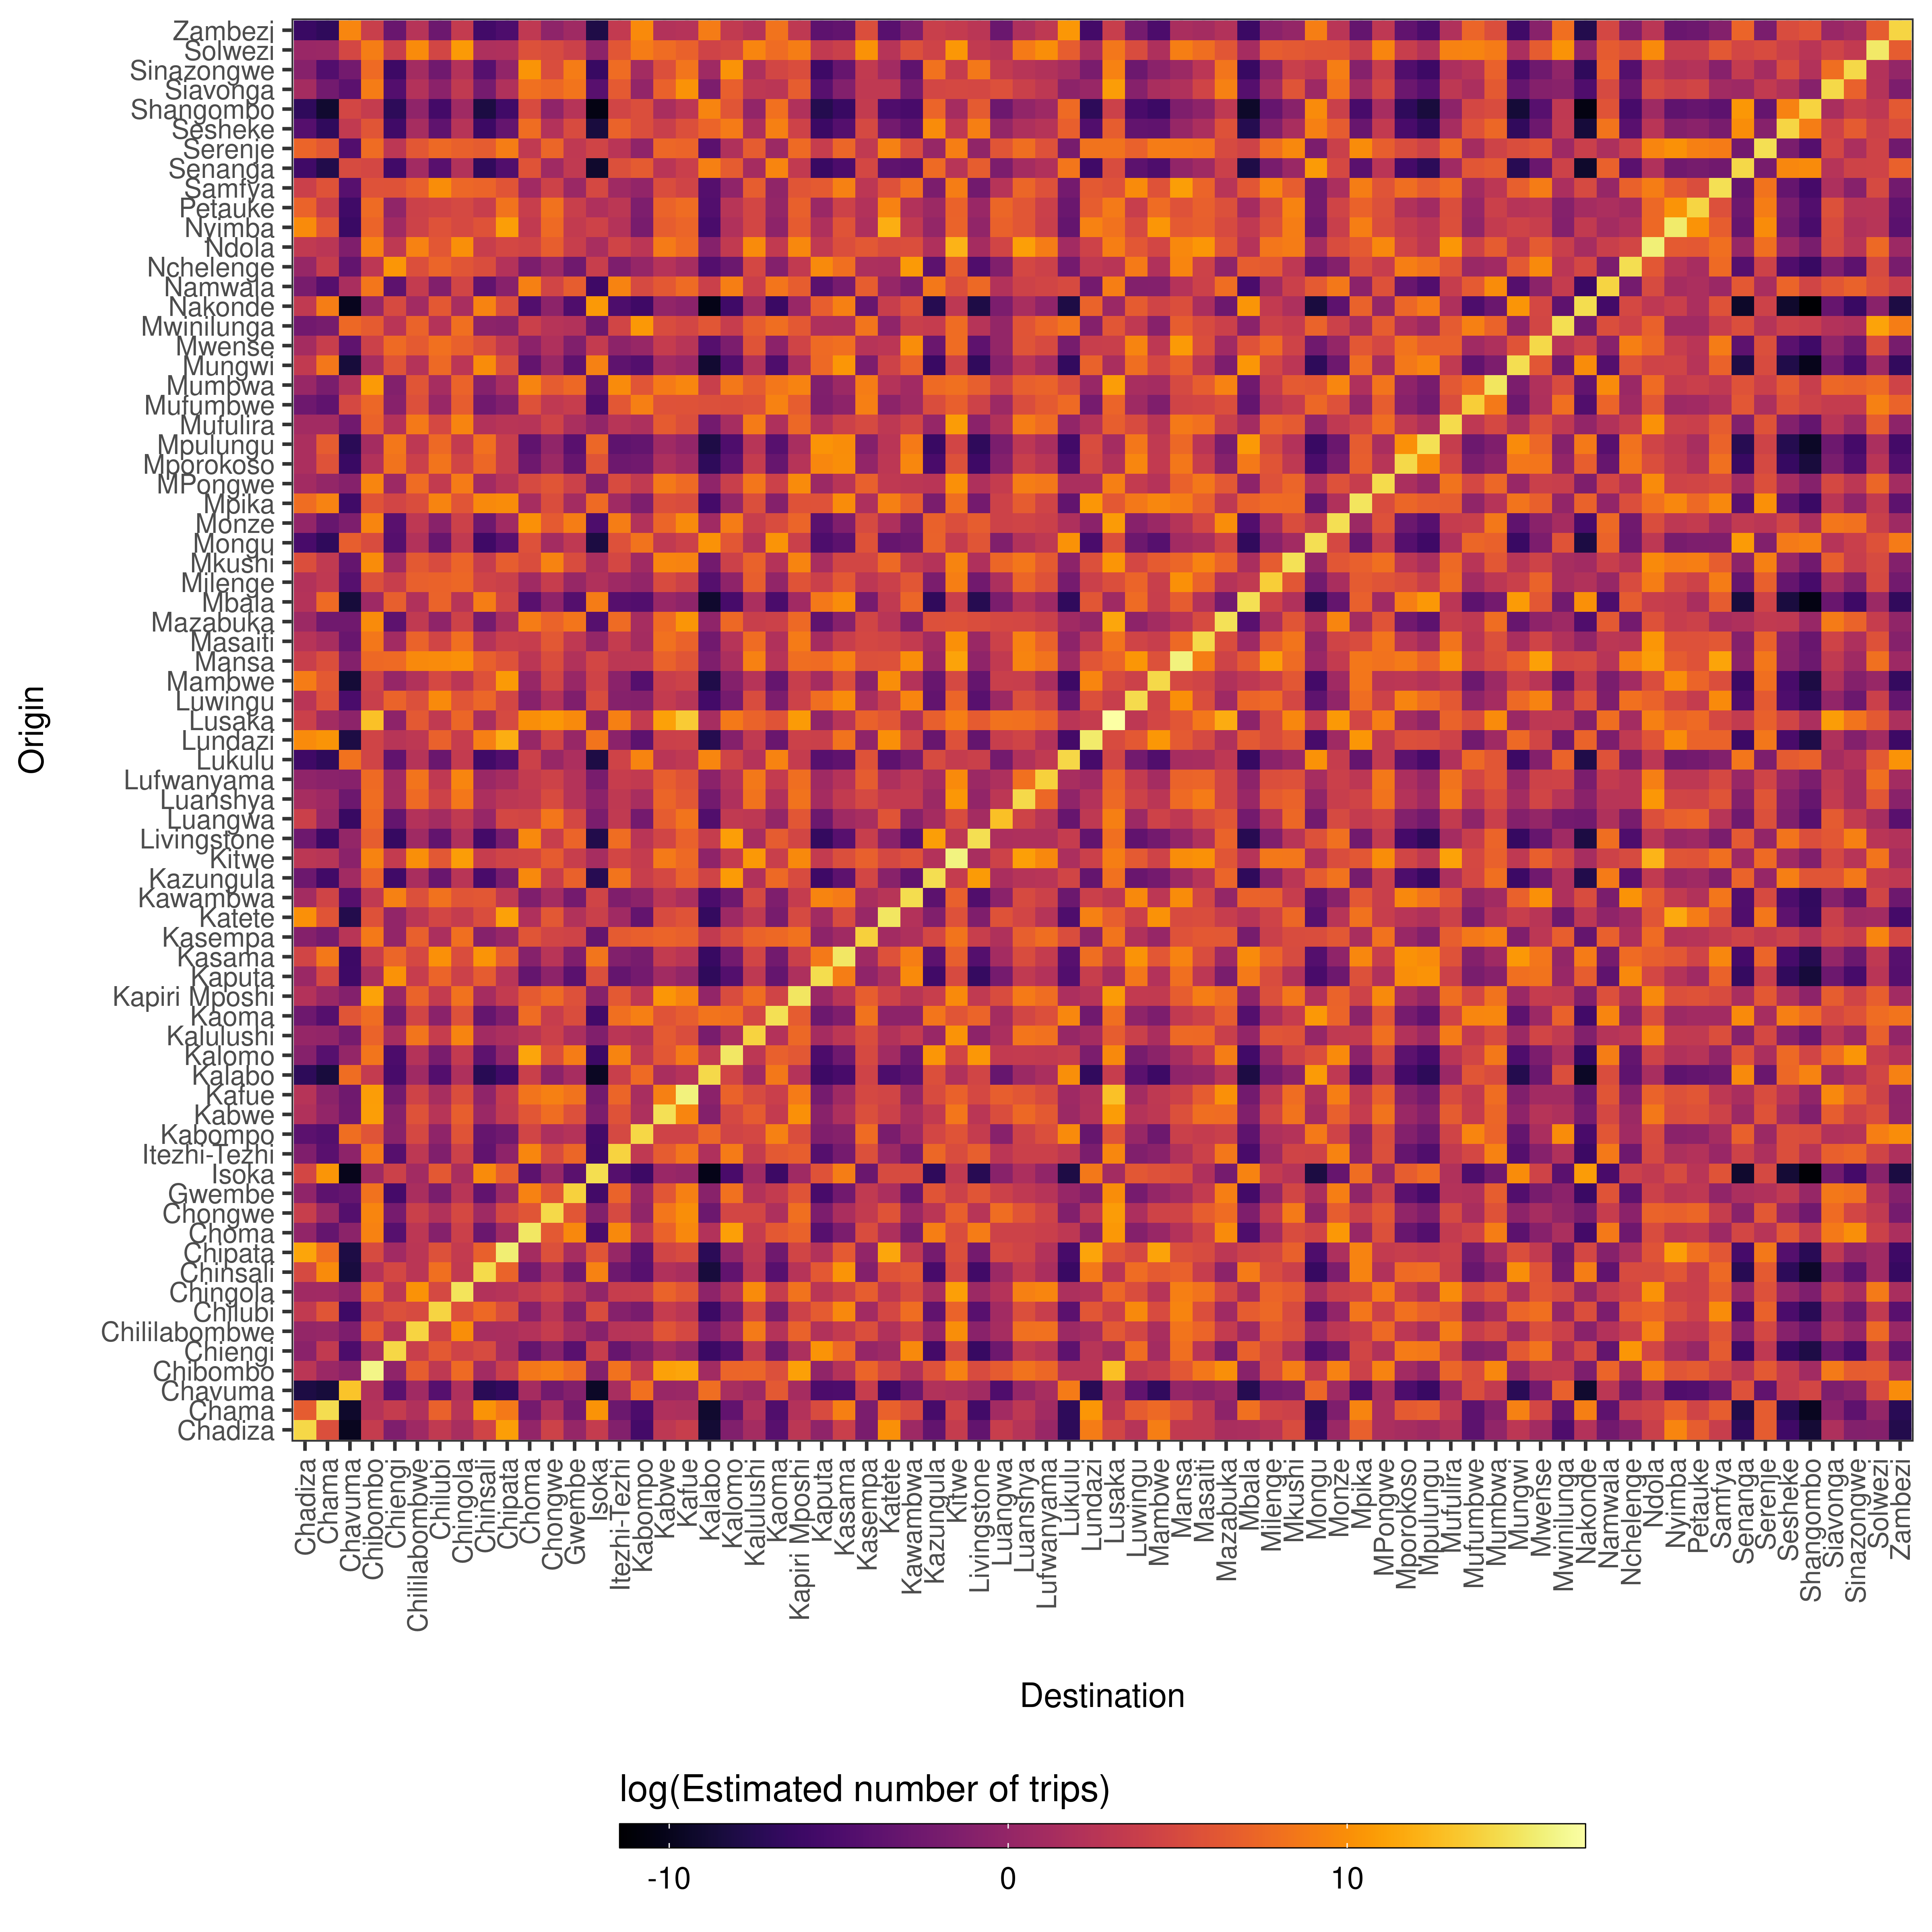 Zambezi
Solwezi
Sinazongwe
Siavonga
Shangombo
Sesheke
Serenje
Senanga
Samfya
Petauke
Nyimba
Ndola
Nchelenge
Namwala
Nakonde
Mwinilunga
Mwense
Mungwi
Mumbwa
Mufumbwe
Mufulira
Mpulungu
Mporokoso
MPongwe
Mpika
Monze
Mongu
Mkushi
Milenge
Mbala
Mazabuka
Masaiti
Mansa
Mambwe
Luwingu
Lusaka
Lundazi
Lukulu
Lufwanyama
Luanshya
Luangwa
Livingstone
Kitwe
Kazungula
Kawambwa
Katete
Kasempa
Kasama
Kaputa
Kapiri Mposhi
Kaoma
Kalulushi
Kalomo
Kalabo
Kafue
Kabwe
Kabompo
Itezhi-Tezhi
Isoka
Gwembe
Chongwe
Choma
Chipata
Chinsali
Chingola
Chilubi
Chililabombwe
Chiengi
Chibombo
Chavuma
Chama
Chadiza
Origin
Chadiza
Chama
Chavuma
Chibombo
Chiengi
Chililabombwe
Chilubi
Chingola
Chinsali
Chipata
Choma
Chongwe
Gwembe
Isoka
Itezhi-Tezhi
Kabompo
Kabwe
Kafue
Kalabo
Kalomo
Kalulushi
Kaoma
Kapiri Mposhi
Kaputa
Kasama
Kasempa
Katete
Kawambwa
Kazungula
Kitwe
Livingstone
Luangwa
Luanshya
Lufwanyama
Lukulu
Lundazi
Lusaka
Luwingu
Mambwe
Mansa
Masaiti
Mazabuka
Mbala
Milenge
Mkushi
Mongu
Monze
Mpika
MPongwe
Mporokoso
Mpulungu
Mufulira
Mufumbwe
Mumbwa
Mungwi
Mwense
Mwinilunga
Nakonde
Namwala
Nchelenge
Ndola
Nyimba
Petauke
Samfya
Senanga
Serenje
Sesheke
Shangombo
Siavonga
Sinazongwe
Solwezi
Zambezi
Destination
log(Estimated number of trips)
-10
0
10